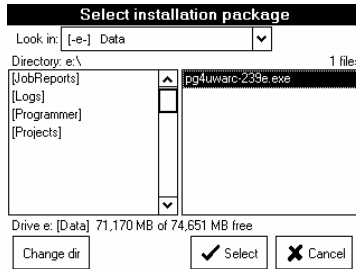 Select installation package
Look in: [-e-] Data
Directory: e:\ 1 file:
[JobReports]
[Logs]
[Programmer]
[Projects]
pg4uwarc-239e.exe
Drive e: [Data] 71,170 MB of 74,651 MB free
Change dir Select Cancel